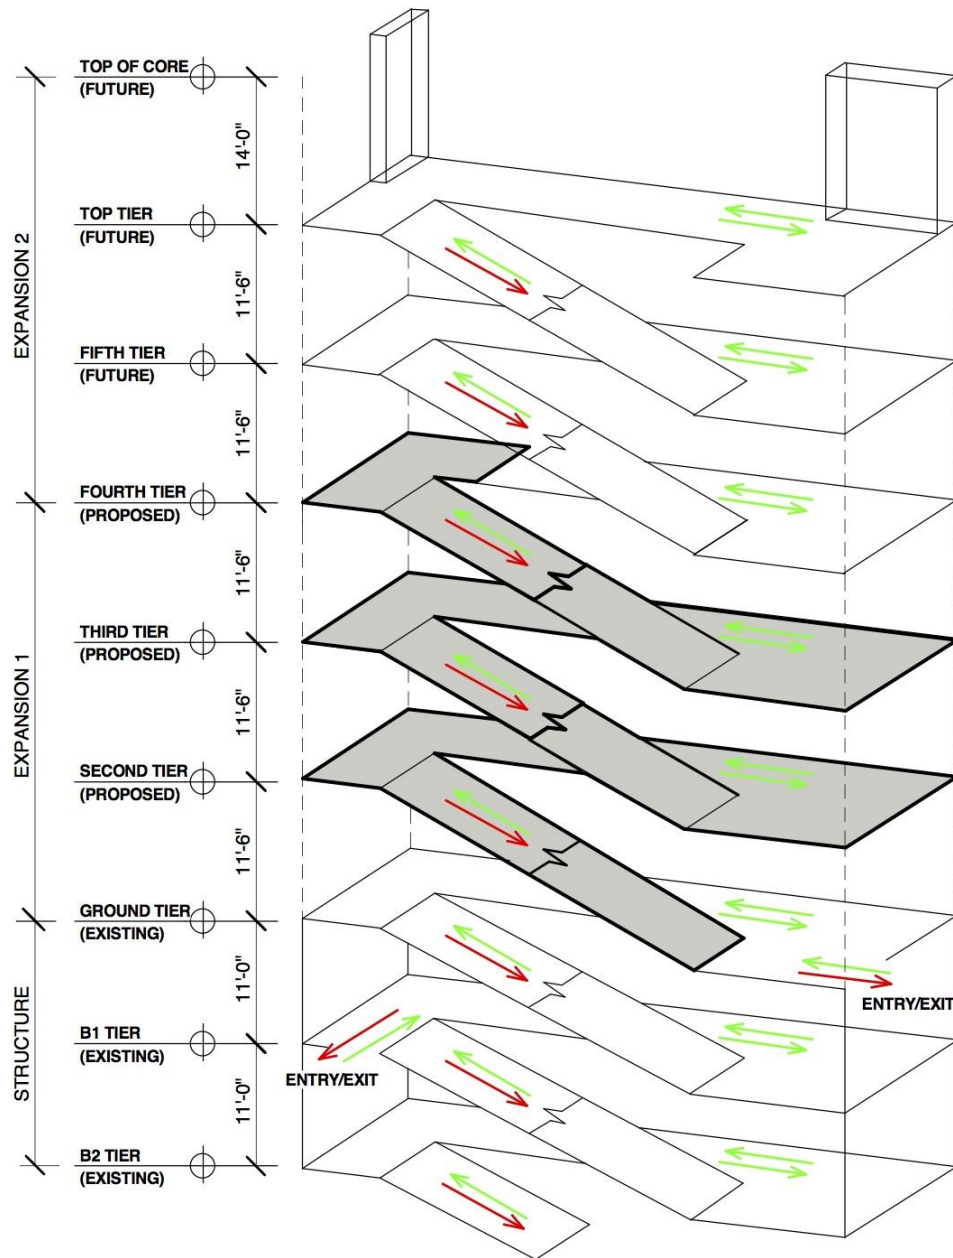 TOP OF CORE
(FUTURE)
14'-0"
TOP TIER
(FUTURE)
EXPANSION 2
11'-6"
FIFTH TIER
(FUTURE)
11'-6"
FOURTH TIER
(PROPOSED)
11'-6"
THIRD TIER
(PROPOSED)
EXPANSION 1
11'-6"
SECOND TIER
(PROPOSED)
11'-6"
GROUND TIER
(EXISTING)
11'-0"
ENTRY/EXIT
STRUCTURE
B1 TIER
(EXISTING)
ENTRY/EXIT
11'-0"
B2 TIER
(EXISTING)